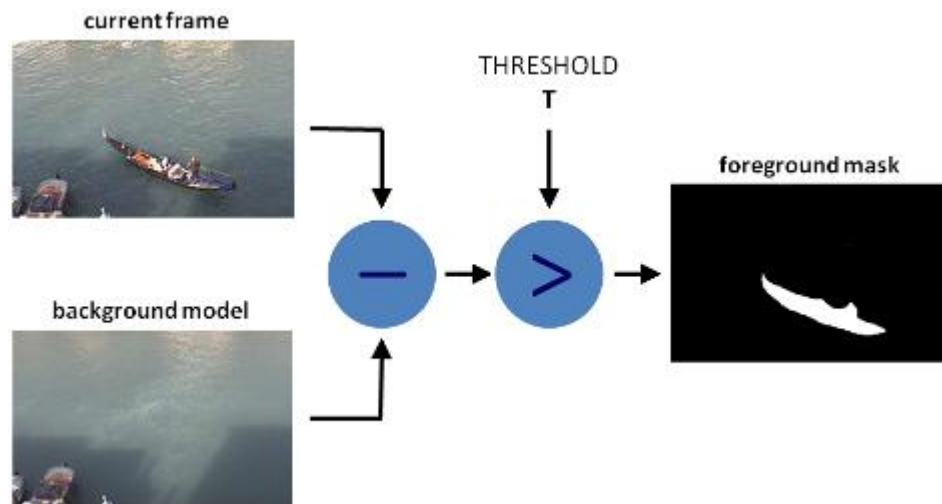 current frame
THRESHOLD
T
foreground mask
background model